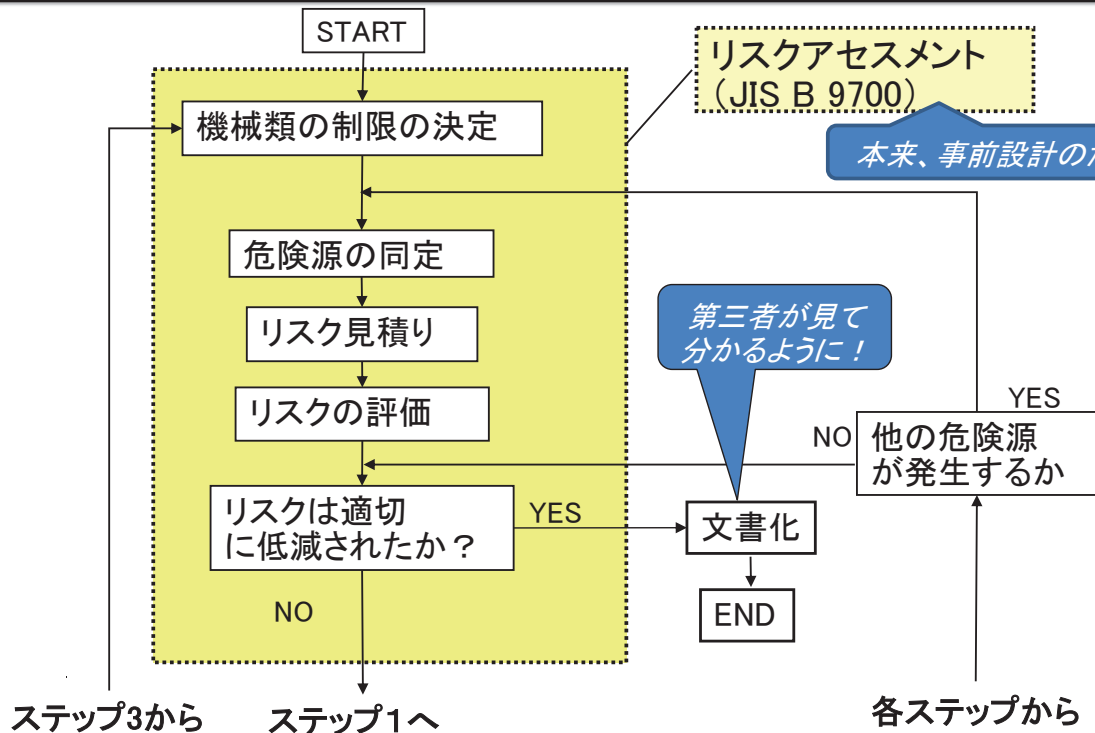 START
リスクアセスメント
(JIS B 9700)
機械類の制限の決定
本来、事前設計の
危険源の同定
第三者が見て
分かるように!
リスク見積り
リスクの評価
YES
NO
他の危険源
が発生するか
リスクは適切
に低減されたか?
YES
文書化
NO
END
ステップ3から
ステップ1へ
各ステップから